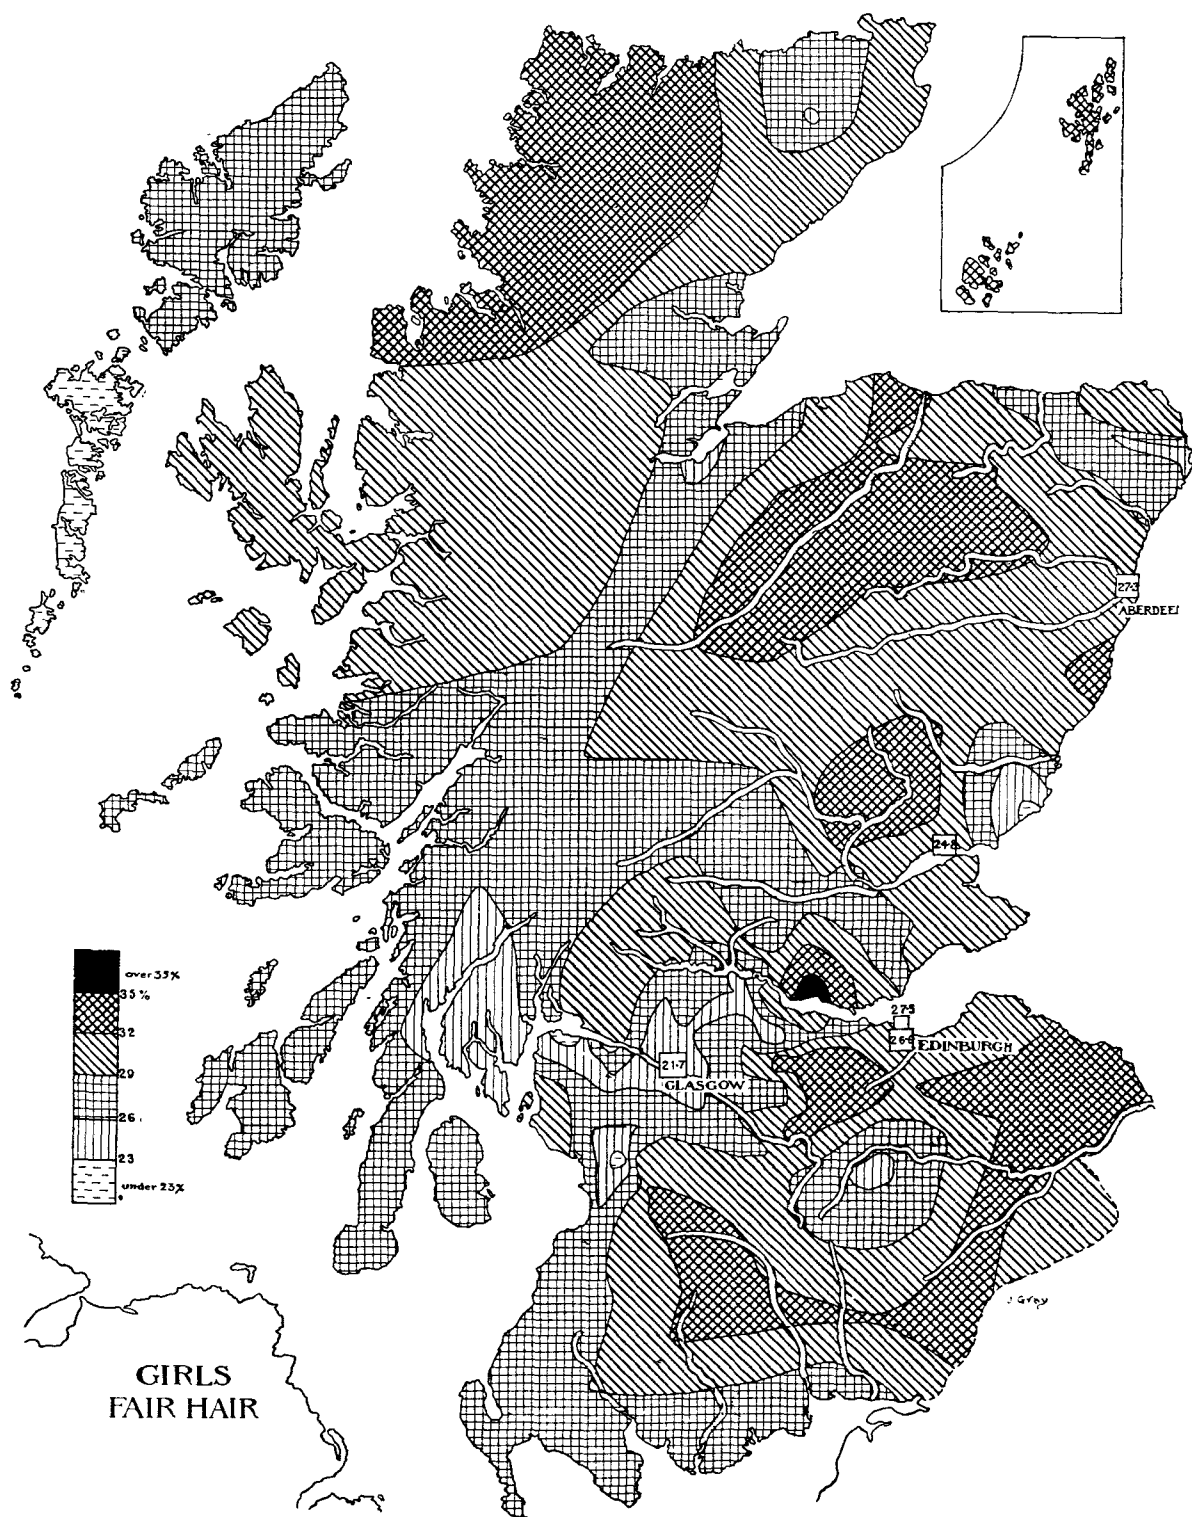 27·3
ABERDEEN
24·8
over 35%
35%
32
29
26
23
under 23%
27·5
26·6
EDINBURGH
21·7
GLASGOW
J Gray
GIRLS
FAIR HAIR